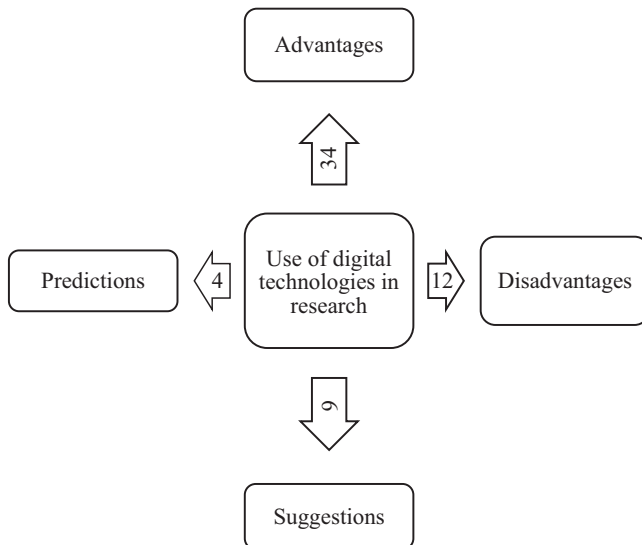 Advantages
34
Predictions
4
Use of digital
technologies in
research
12
Disadvantages
9
Suggestions